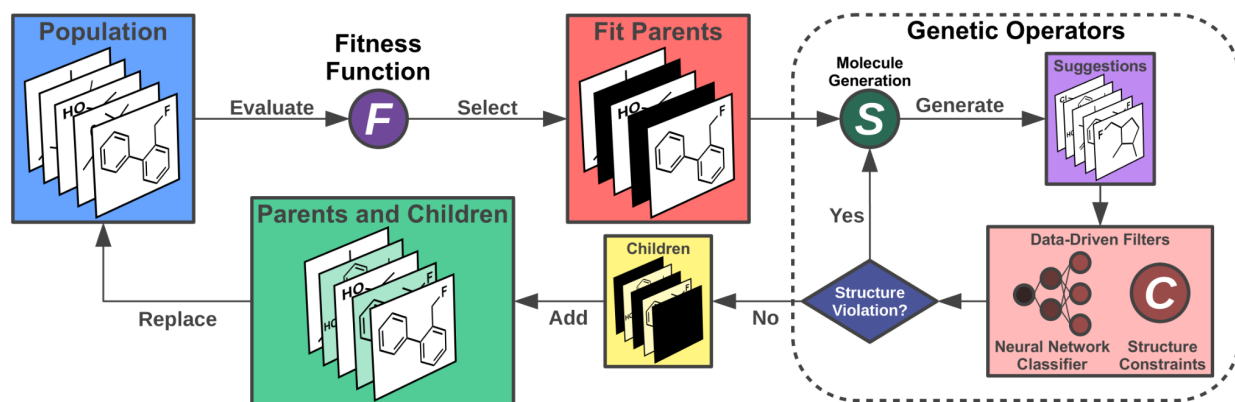 Population
Evaluate
Fitness
Function
F
Select
Fit Parents
HO
F
HO
F
Genetic Operators
Molecule
Generation
S
Generate
Suggestions
F
Data-Driven Filters
Neural Network
Classifier
C
Structure
Constraints
Structure
Violation?
Yes
No
Children
Add
Parents and Children
HO
F
Replace